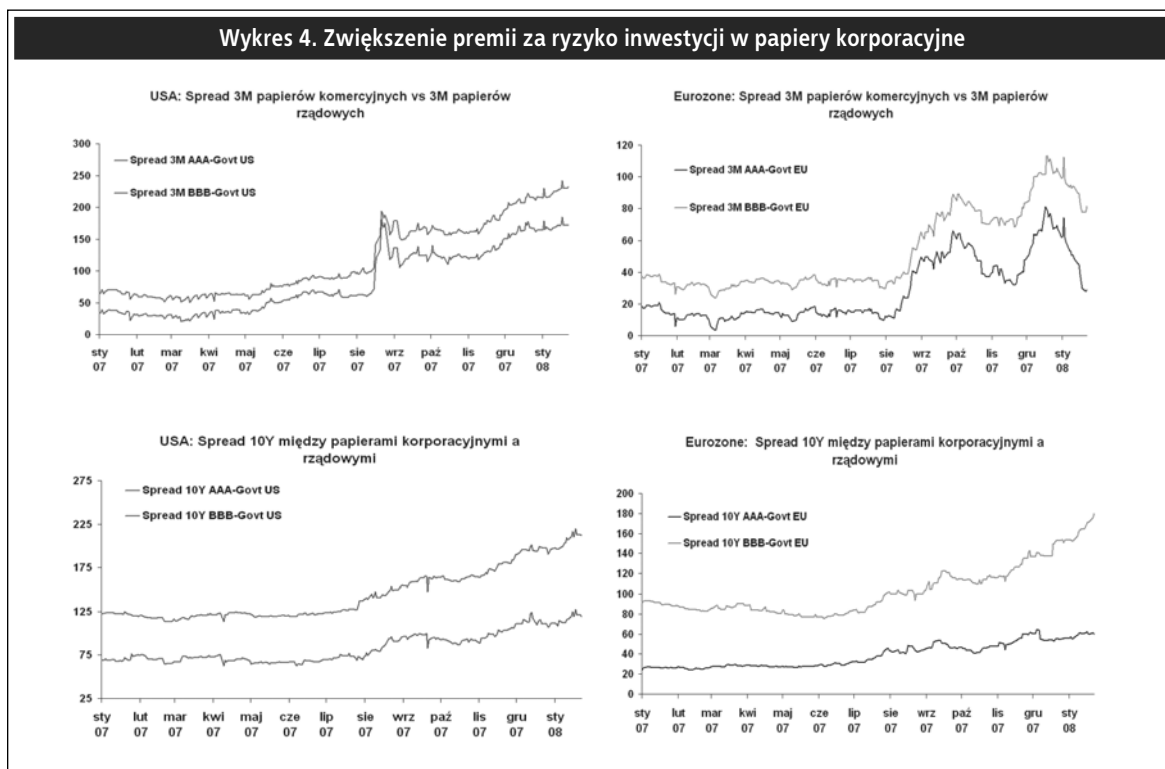 Wykres 4. Zwiększenie premii za ryzyko inwestycji w papiery korporacyjne
USA: Spread 3M papierów komercyjnych vs 3M papierów
rządowych
300
250
200
150
100
50
0
Spread 3M AAA-Govt US
Spread 3M BBB-Govt US
sty lut mar kwi maj cze lip sie wrz paź lis gru sty
07 07 07 07 07 07 07 07 07 07 07 07 08
Eurozone: Spread 3M papierów komercyjnych vs 3M papierów
rządowych
120
100
80
60
40
20
0
Spread 3M AAA-Govt EU
Spread 3M BBB-Govt EU
sty lut mar kwi maj cze lip sie wrz paź lis gru sty
07 07 07 07 07 07 07 07 07 07 07 07 08
USA: Spread 10Y między papierami korporacyjnymi a
rządowymi
275
225
175
125
75
25
Spread 10Y AAA-Govt US
Spread 10Y BBB-Govt US
sty lut mar kwi maj cze lip sie wrz paź lis gru sty
07 07 07 07 07 07 07 07 07 07 07 07 08
Eurozone: Spread 10Y między papierami korporacyjnymi a
rządowymi
200
180
160
140
120
100
80
60
40
20
0
Spread 10Y AAA-Govt EU
Spread 10Y BBB-Govt EU
sty lut mar kwi maj cze lip sie wrz paź lis gru sty
07 07 07 07 07 07 07 07 07 07 07 07 08